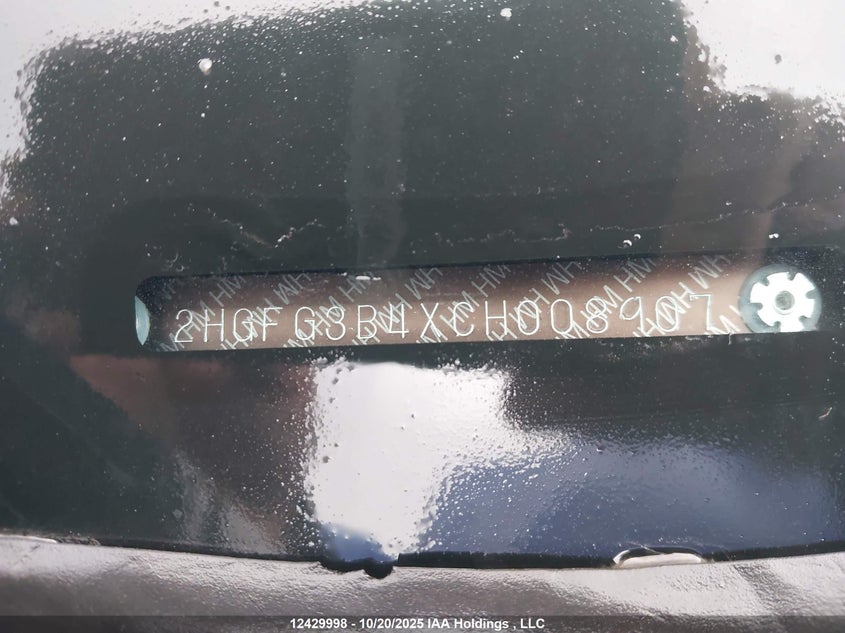 2HGFG3B4XCH008907
12429998 - 10/20/2025 IAA Holdings , LLC